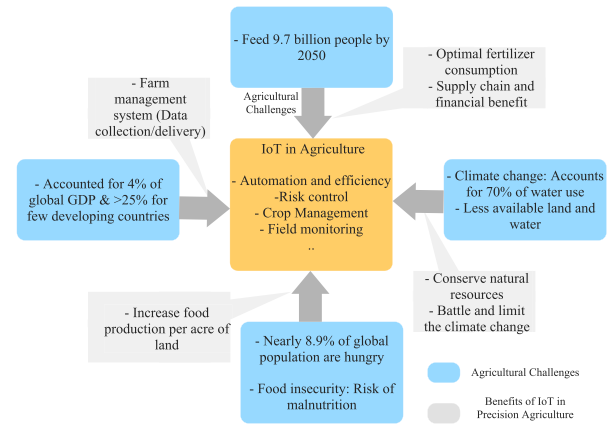 - Feed 9.7 billion people by
2050
- Optimal fertilizer
consumption
- Supply chain and
financial benefit
- Farm
management
system (Data
collection/delivery)
Agricultural
Challenges
IoT in Agriculture
- Automation and efficiency
-Risk control
- Crop Management
- Field monitoring
..
- Accounted for 4% of
global GDP & >25% for
few developing countries
- Climate change: Accounts
for 70% of water use
- Less available land and
water
- Conserve natural
resources
- Battle and limit
the climate change
- Increase food
production per acre of
land
- Nearly 8.9% of global
population are hungry
- Food insecurity: Risk of
malnutrition
Agricultural Challenges
Benefits of IoT in
Precision Agriculture